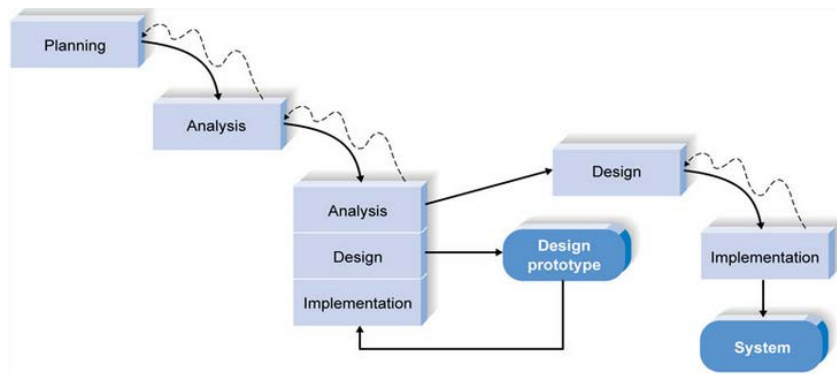 Planning
Analysis
Analysis
Design
Implementation
Design
prototype
Design
Implementation
System